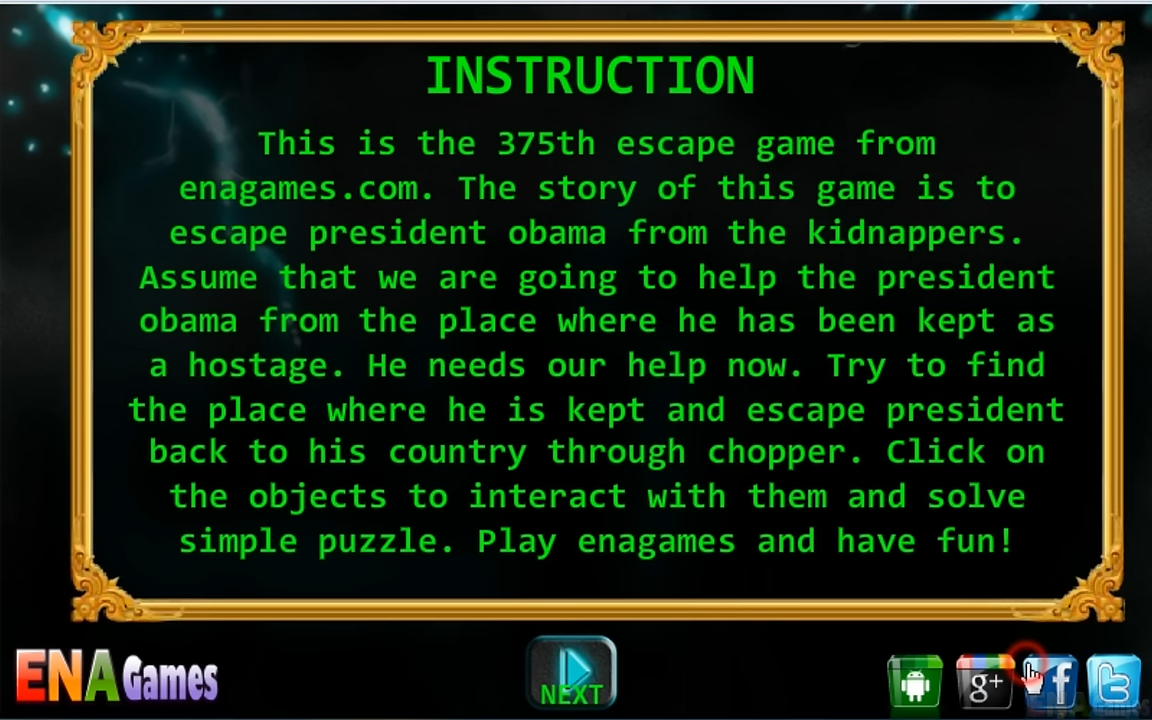 INSTRUCTION
This is the 375th escape game from
enagames.com. The story of this game is to
escape president obama from the kidnappers.
Assume that we are going to help the president
obama from the place where he has been kept as
a hostage. He needs our help now. Try to find
the place where he is kept and escape president
back to his country through chopper. Click on
the objects to interact with them and solve
simple puzzle. Play enagames and have fun!
ENA Games
NEXT
g+
f
t